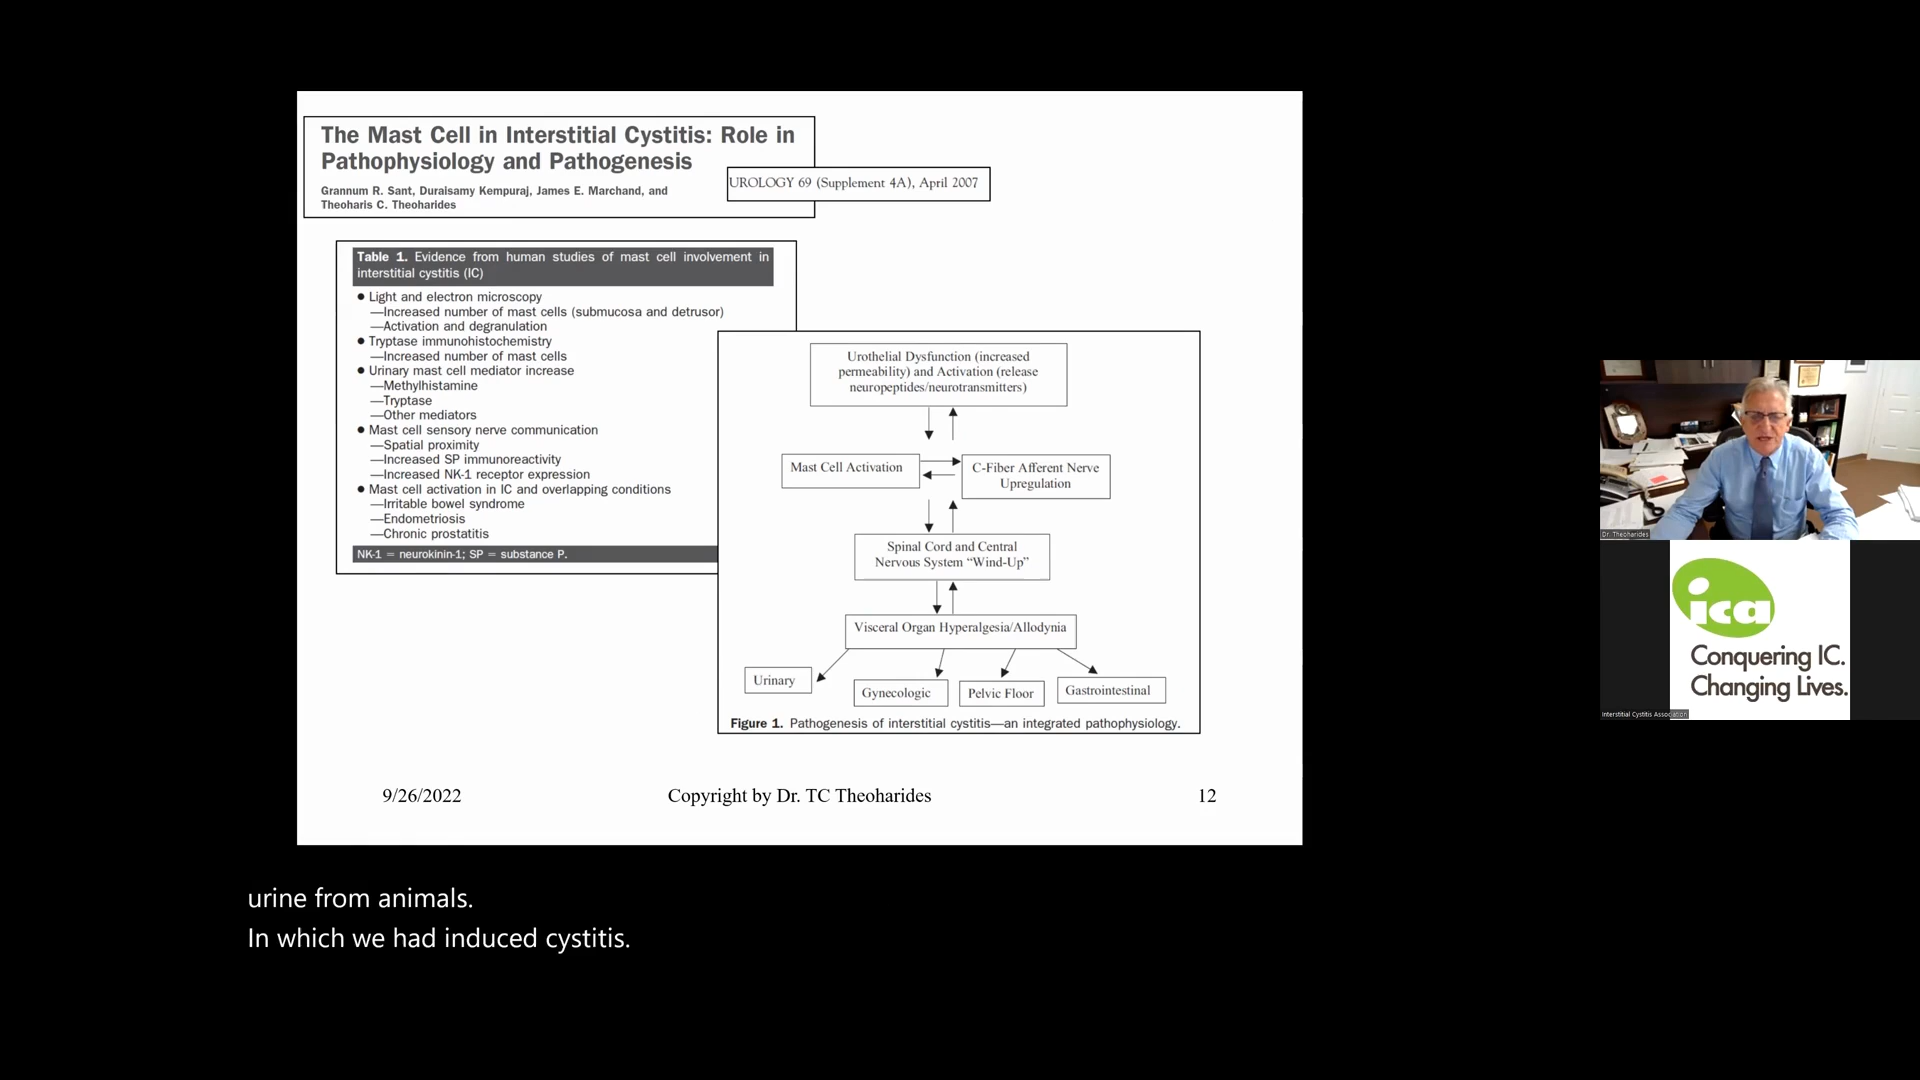 The Mast Cell in Interstitial Cystitis: Role in
Pathophysiology and Pathogenesis
Grannum R. Sant, Duraisamy Kempuraj, James E. Marchand, and
Theoharis C. Theoharides
UROLOGY 69 (Supplement 4A), April 2007
Table 1. Evidence from human studies of mast cell involvement in
interstitial cystitis (IC)
● Light and electron microscopy
—Increased number of mast cells (submucosa and detrusor)
—Activation and degranulation
● Tryptase immunohistochemistry
—Increased number of mast cells
● Urinary mast cell mediator increase
—Methylhistamine
—Tryptase
—Other mediators
● Mast cell sensory nerve communication
—Spatial proximity
—Increased SP immunoreactivity
—Increased NK-1 receptor expression
● Mast cell activation in IC and overlapping conditions
—Irritable bowel syndrome
—Endometriosis
—Chronic prostatitis
NK-1 = neurokinin-1; SP = substance P.
Urothelial Dysfunction (increased
permeability) and Activation (release
neuropeptides/neurotransmitters)
Mast Cell Activation
C-Fiber Afferent Nerve
Upregulation
Spinal Cord and Central
Nervous System “Wind-Up”
Visceral Organ Hyperalgesia/Allodynia
Urinary
Gynecologic
Pelvic Floor
Gastrointestinal
Figure 1. Pathogenesis of interstitial cystitis—an integrated pathophysiology.
9/26/2022
Copyright by Dr. TC Theoharides
12
Dr. Theoharides
ica
Conquering IC.
Changing Lives.
Interstitial Cystitis Association
urine from animals.
In which we had induced cystitis.